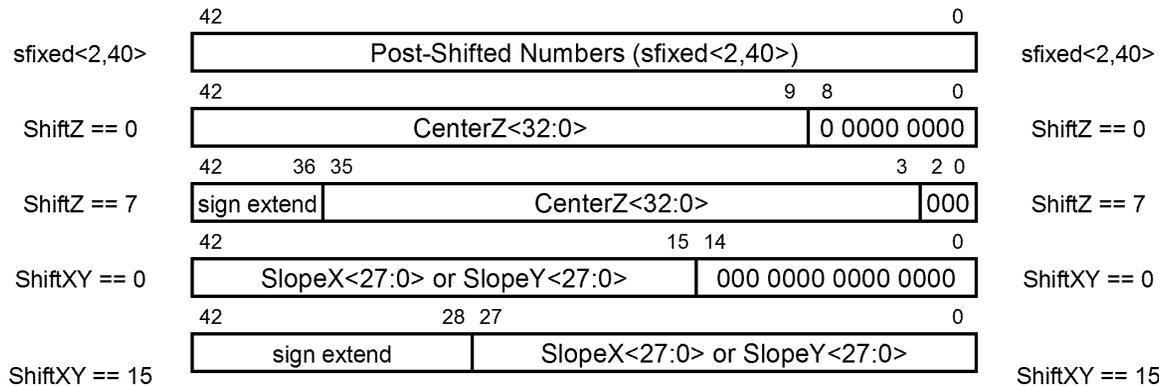 42 0
sfixed<2,40> Post-Shifted Numbers (sfixed<2,40>) sfixed<2,40>
42 9 8 0
ShiftZ == 0 CenterZ<32:0> 0 0000 0000 ShiftZ == 0
42 36 35 3 2 0
ShiftZ == 7 sign extend CenterZ<32:0> 000 ShiftZ == 7
42 15 14 0
ShiftXY == 0 SlopeX<27:0> or SlopeY<27:0> 000 0000 0000 0000 ShiftXY == 0
42 28 27 0
ShiftXY == 15 sign extend SlopeX<27:0> or SlopeY<27:0> ShiftXY == 15